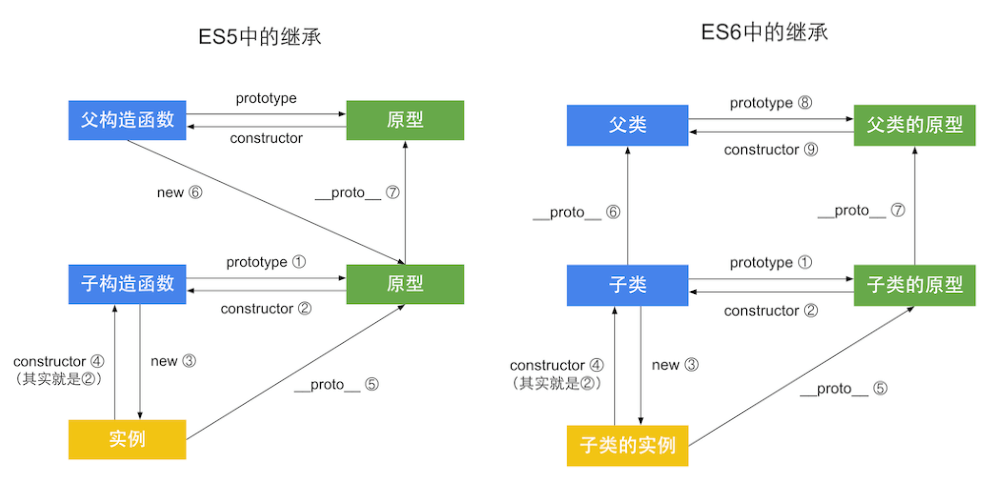 ES5中的继承
prototype
父构造函数
原型
constructor
new ⑥
__proto__ ⑦
prototype ①
子构造函数
原型
constructor ②
constructor ④
（其实就是②）
new ③
__proto__ ⑤
实例
ES6中的继承
prototype ⑧
父类
父类的原型
constructor ⑨
__proto__ ⑥
__proto__ ⑦
prototype ①
子类
子类的原型
constructor ②
constructor ④
（其实就是②）
new ③
__proto__ ⑤
子类的实例